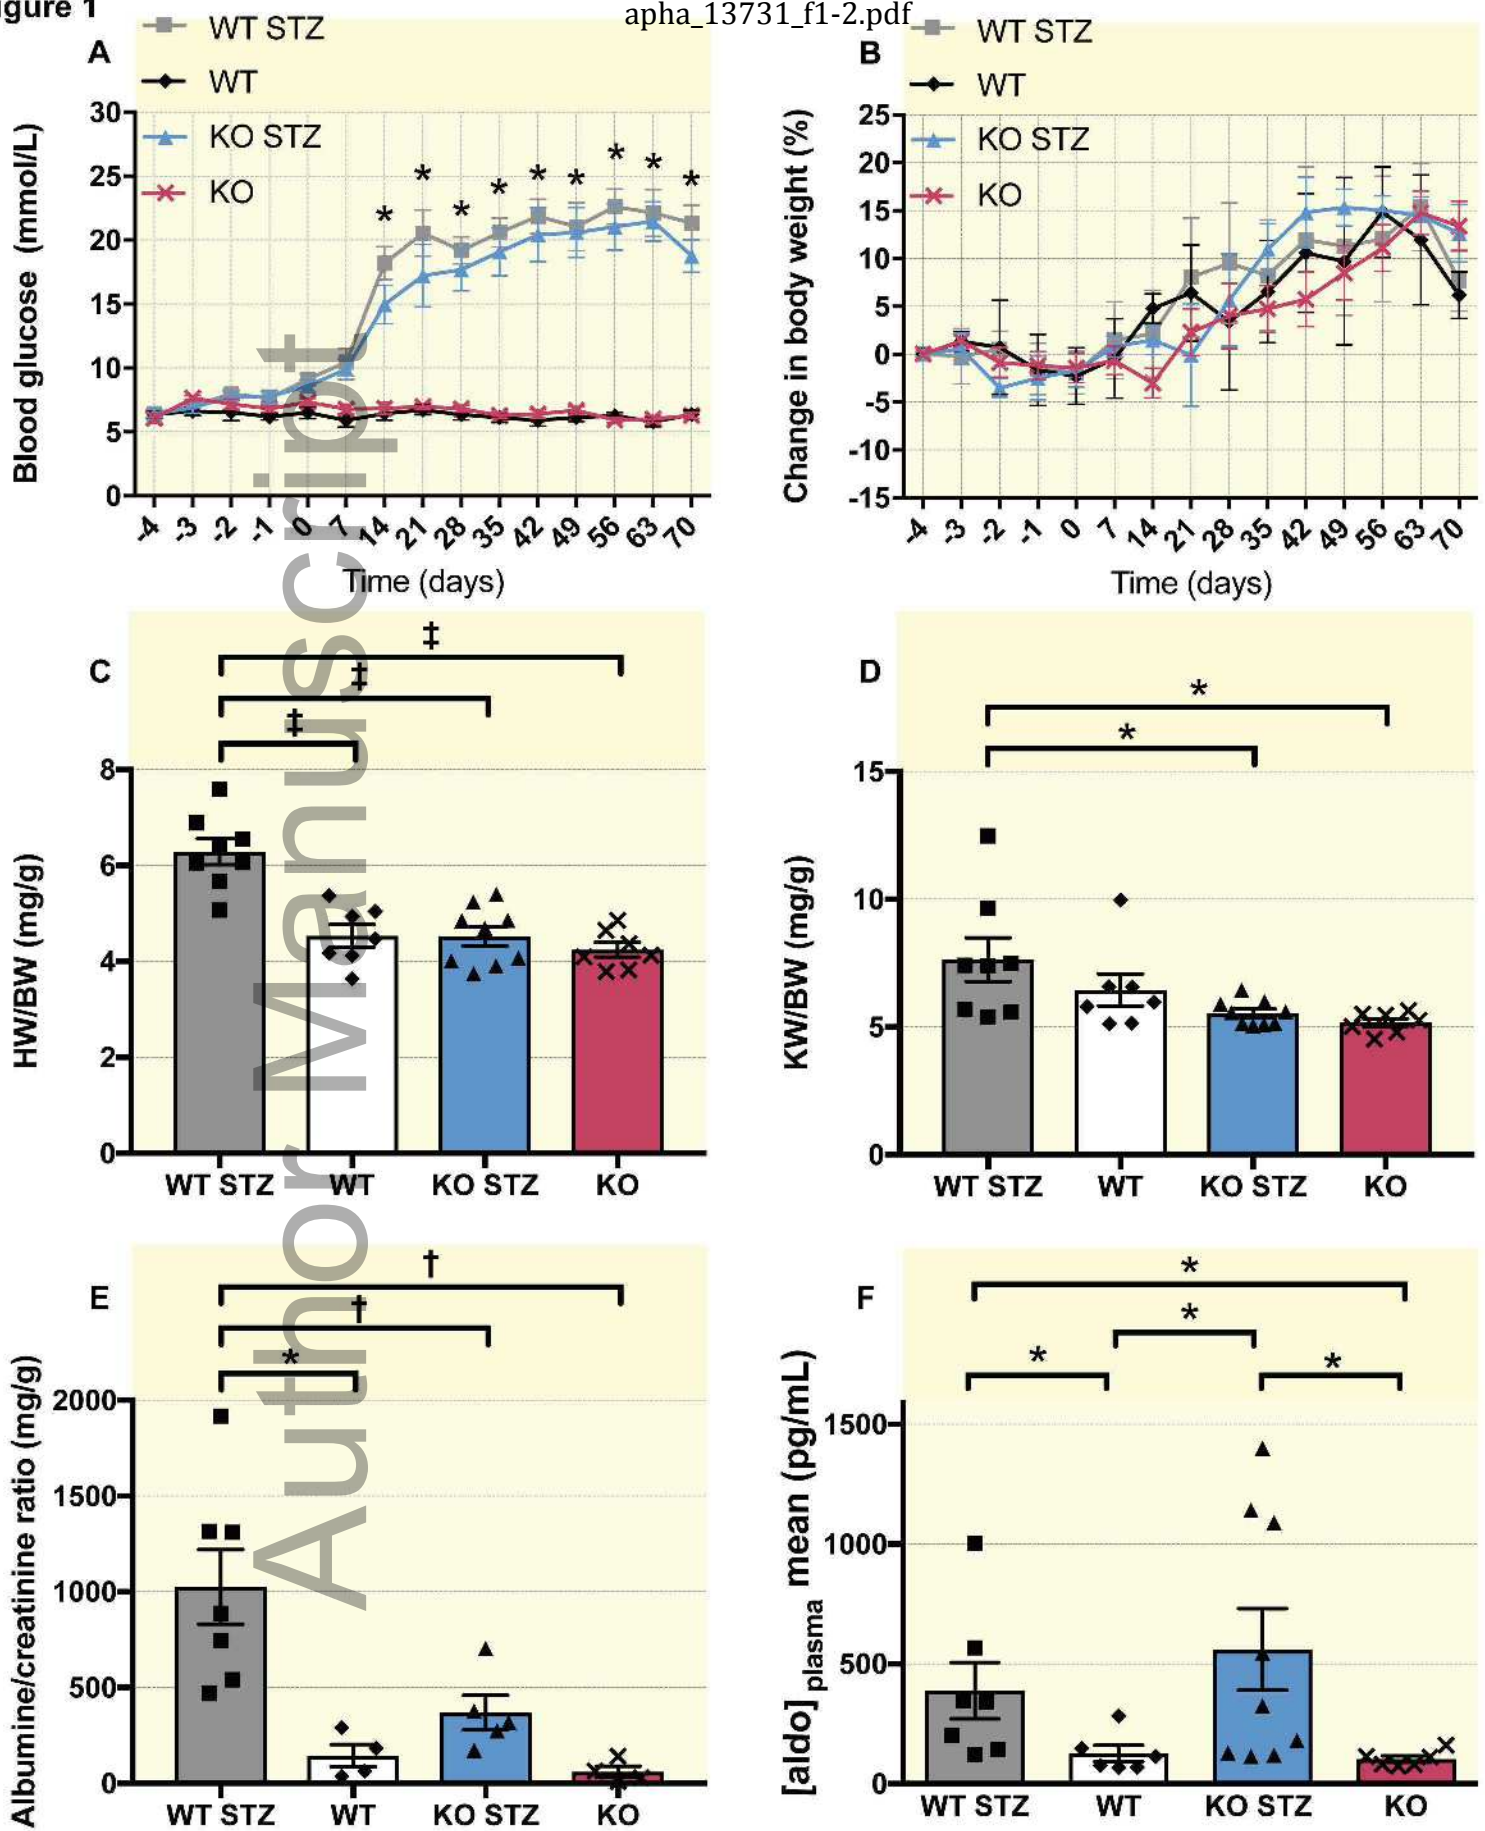 Figure 1
apha_13731_f1-2.pdf
A
WT STZ
WT
KO STZ
KO
Blood glucose (mmol/L)
30
25
20
15
10
5
0
* * * * * * * * *
-4 -3 -2 -1 0 7 14 21 28 35 42 49 56 63 70
Time (days)
B
WT STZ
WT
KO STZ
KO
Change in body weight (%)
25
20
15
10
5
0
-5
-10
-15
-4 -3 -2 -1 0 7 14 21 28 35 42 49 56 63 70
Time (days)
C
‡
‡
‡
HW/BW (mg/g)
8
6
4
2
0
WT STZ WT KO STZ KO
D
*
*
KW/BW (mg/g)
15
10
5
0
WT STZ WT KO STZ KO
E
†
†
*
Albumine/creatinine ratio (mg/g)
2000
1500
1000
500
0
WT STZ WT KO STZ KO
F
*
*
* *
[aldo] plasma mean (pg/mL)
1500
1000
500
0
WT STZ WT KO STZ KO
Author Manuscript